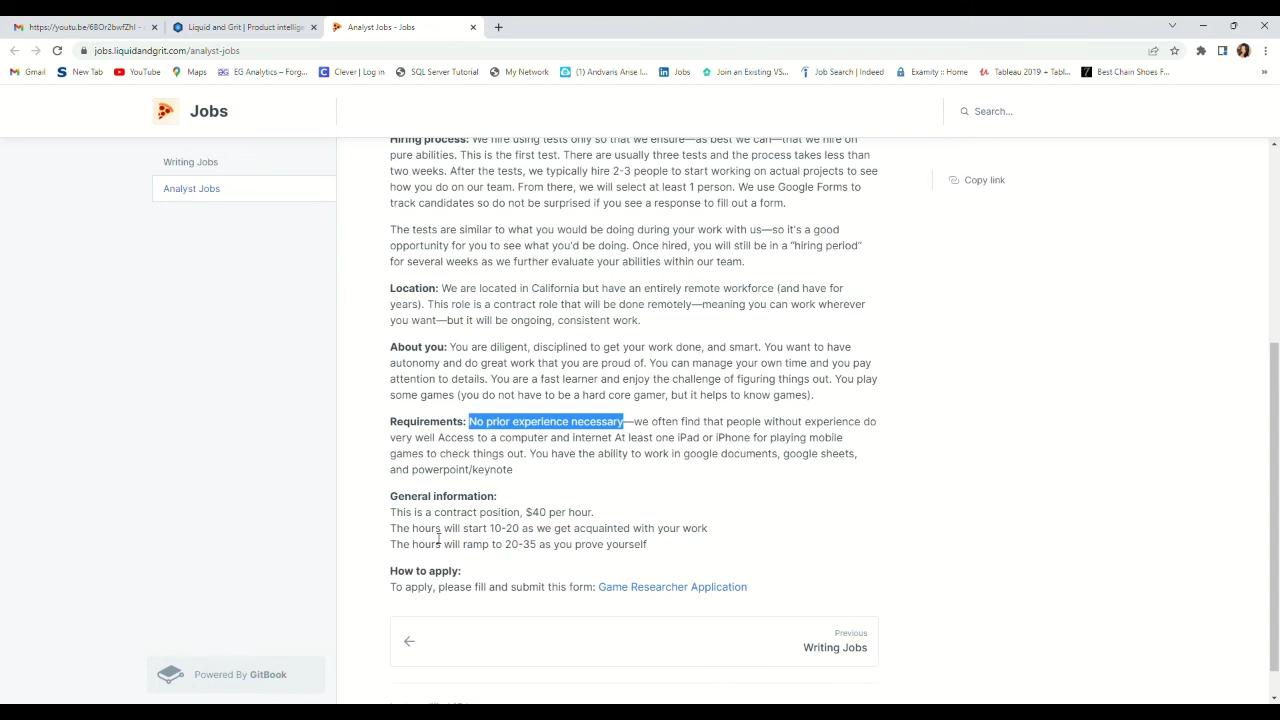 https://youtu.be/6BOr2bwfZhI -
Liquid and Grit | Product intellige
Analyst Jobs - Jobs
jobs.liquidandgrit.com/analyst-jobs
Gmail
New Tab
YouTube
Maps
EG Analytics – Forg...
Clever | Log in
SQL Server Tutorial
My Network
(1) Andvaris Arise I...
Jobs
Join an Existing VS...
Job Search | Indeed
Examity :: Home
Tableau 2019 + Tabl...
Best Chain Shoes F...
Jobs
Search...
Writing Jobs
Analyst Jobs
Copy link
Hiring process: We hire using tests only so that we ensure—as best we can—that we hire on
pure abilities. This is the first test. There are usually three tests and the process takes less than
two weeks. After the tests, we typically hire 2-3 people to start working on actual projects to see
how you do on our team. From there, we will select at least 1 person. We use Google Forms to
track candidates so do not be surprised if you see a response to fill out a form.
The tests are similar to what you would be doing during your work with us—so it's a good
opportunity for you to see what you'd be doing. Once hired, you will still be in a “hiring period”
for several weeks as we further evaluate your abilities within our team.
Location: We are located in California but have an entirely remote workforce (and have for
years). This role is a contract role that will be done remotely—meaning you can work wherever
you want—but it will be ongoing, consistent work.
About you: You are diligent, disciplined to get your work done, and smart. You want to have
autonomy and do great work that you are proud of. You can manage your own time and you pay
attention to details. You are a fast learner and enjoy the challenge of figuring things out. You play
some games (you do not have to be a hard core gamer, but it helps to know games).
Requirements: No prior experience necessary—we often find that people without experience do
very well Access to a computer and internet At least one iPad or iPhone for playing mobile
games to check things out. You have the ability to work in google documents, google sheets,
and powerpoint/keynote
General information:
This is a contract position, $40 per hour.
The hours will start 10-20 as we get acquainted with your work
The hours will ramp to 20-35 as you prove yourself
How to apply:
To apply, please fill and submit this form: Game Researcher Application
Previous
Writing Jobs
Powered By GitBook